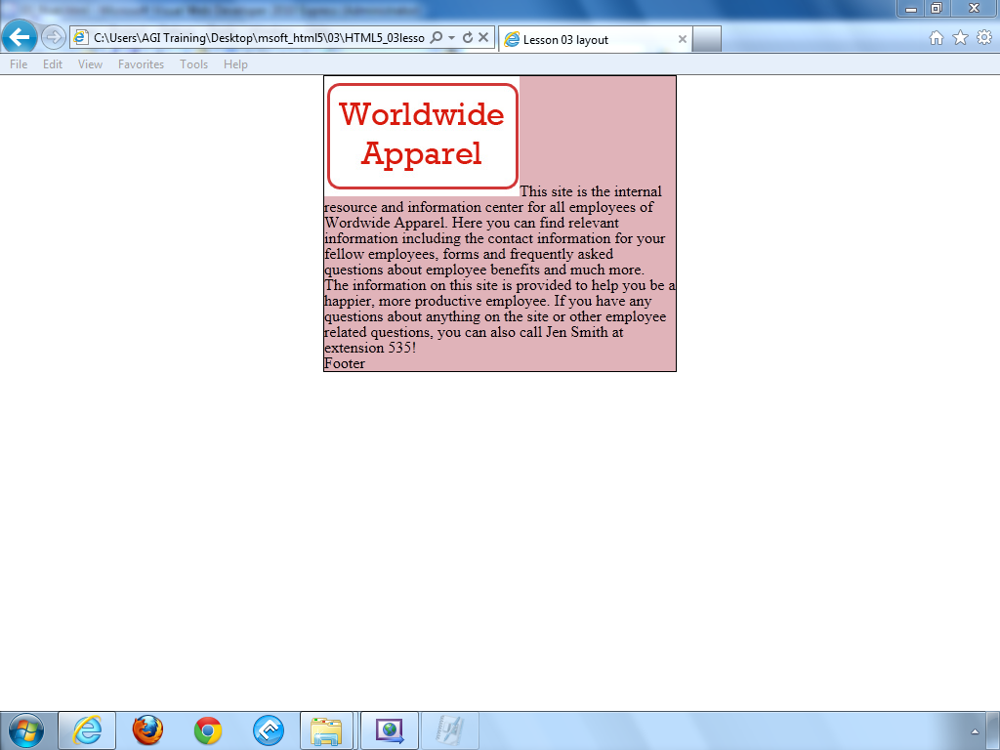 C:\Users\AGI Training\Desktop\msoft_html5\03\HTML5_03lesso
Lesson 03 layout
File Edit View Favorites Tools Help
Worldwide
Apparel
This site is the internal
resource and information center for all employees of
Wordwide Apparel. Here you can find relevant
information including the contact information for your
fellow employees, forms and frequently asked
questions about employee benefits and much more.
The information on this site is provided to help you be a
happier, more productive employee. If you have any
questions about anything on the site or other employee
related questions, you can also call Jen Smith at
extension 535!
Footer